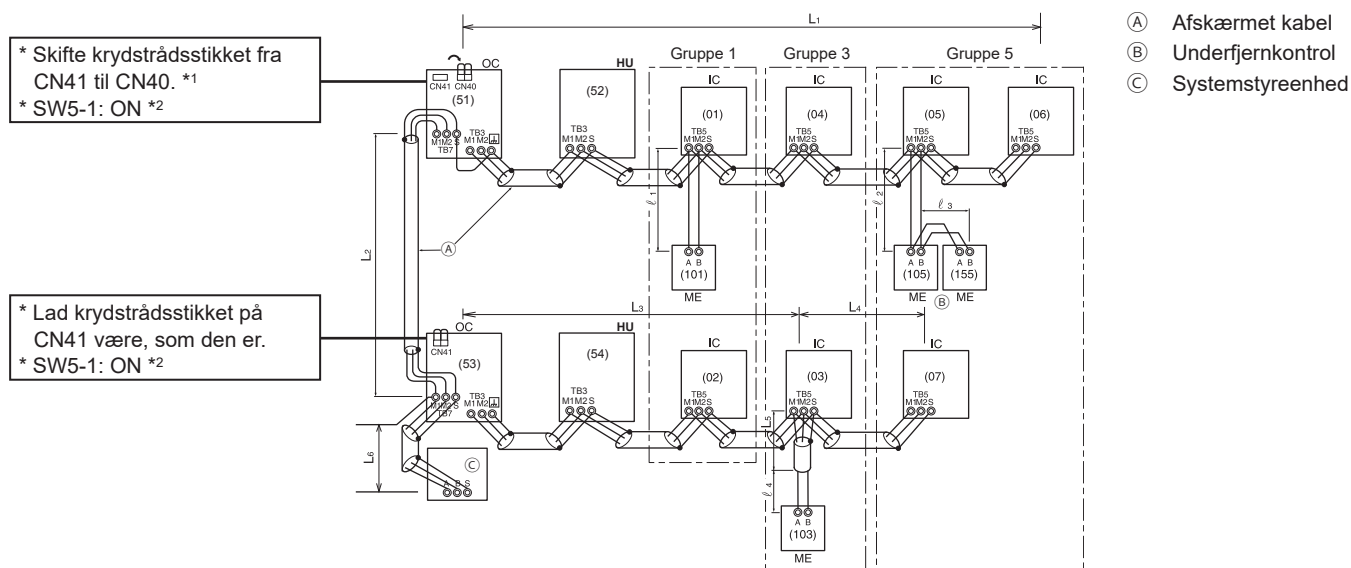 L1
Ⓐ Afskærmet kabel
Ⓑ Underfjernkontrol
Ⓒ Systemstyreenhed
* Skifte krydstrådsstikket fra
CN41 til CN40. *1
* SW5-1: ON *2
Gruppe 1
Gruppe 3
Gruppe 5
OC
CN41 CN40
(51)
M1M2 S
TB7
TB3
M1M2
HU
(52)
TB3
M1M2 S
IC
(01)
TB5
M1M2S
IC
(04)
TB5
M1M2S
IC
(05)
TB5
M1M2S
IC
(06)
TB5
M1M2S
L2
Ⓐ
ℓ1
A B
(101)
ME
ℓ2
ℓ3
A B
(105)
ME
Ⓑ
A B
(155)
ME
* Lad krydstrådsstikket på
CN41 være, som den er.
* SW5-1: ON *2
L3
L4
OC
CN41
(53)
M1M2 S
TB7
TB3
M1M2
HU
(54)
TB3
M1M2 S
IC
(02)
TB5
M1M2S
IC
(03)
TB5
M1M2S
IC
(07)
TB5
M1M2S
L5
L6
Ⓒ
A B S
ℓ4
A B
(103)
ME